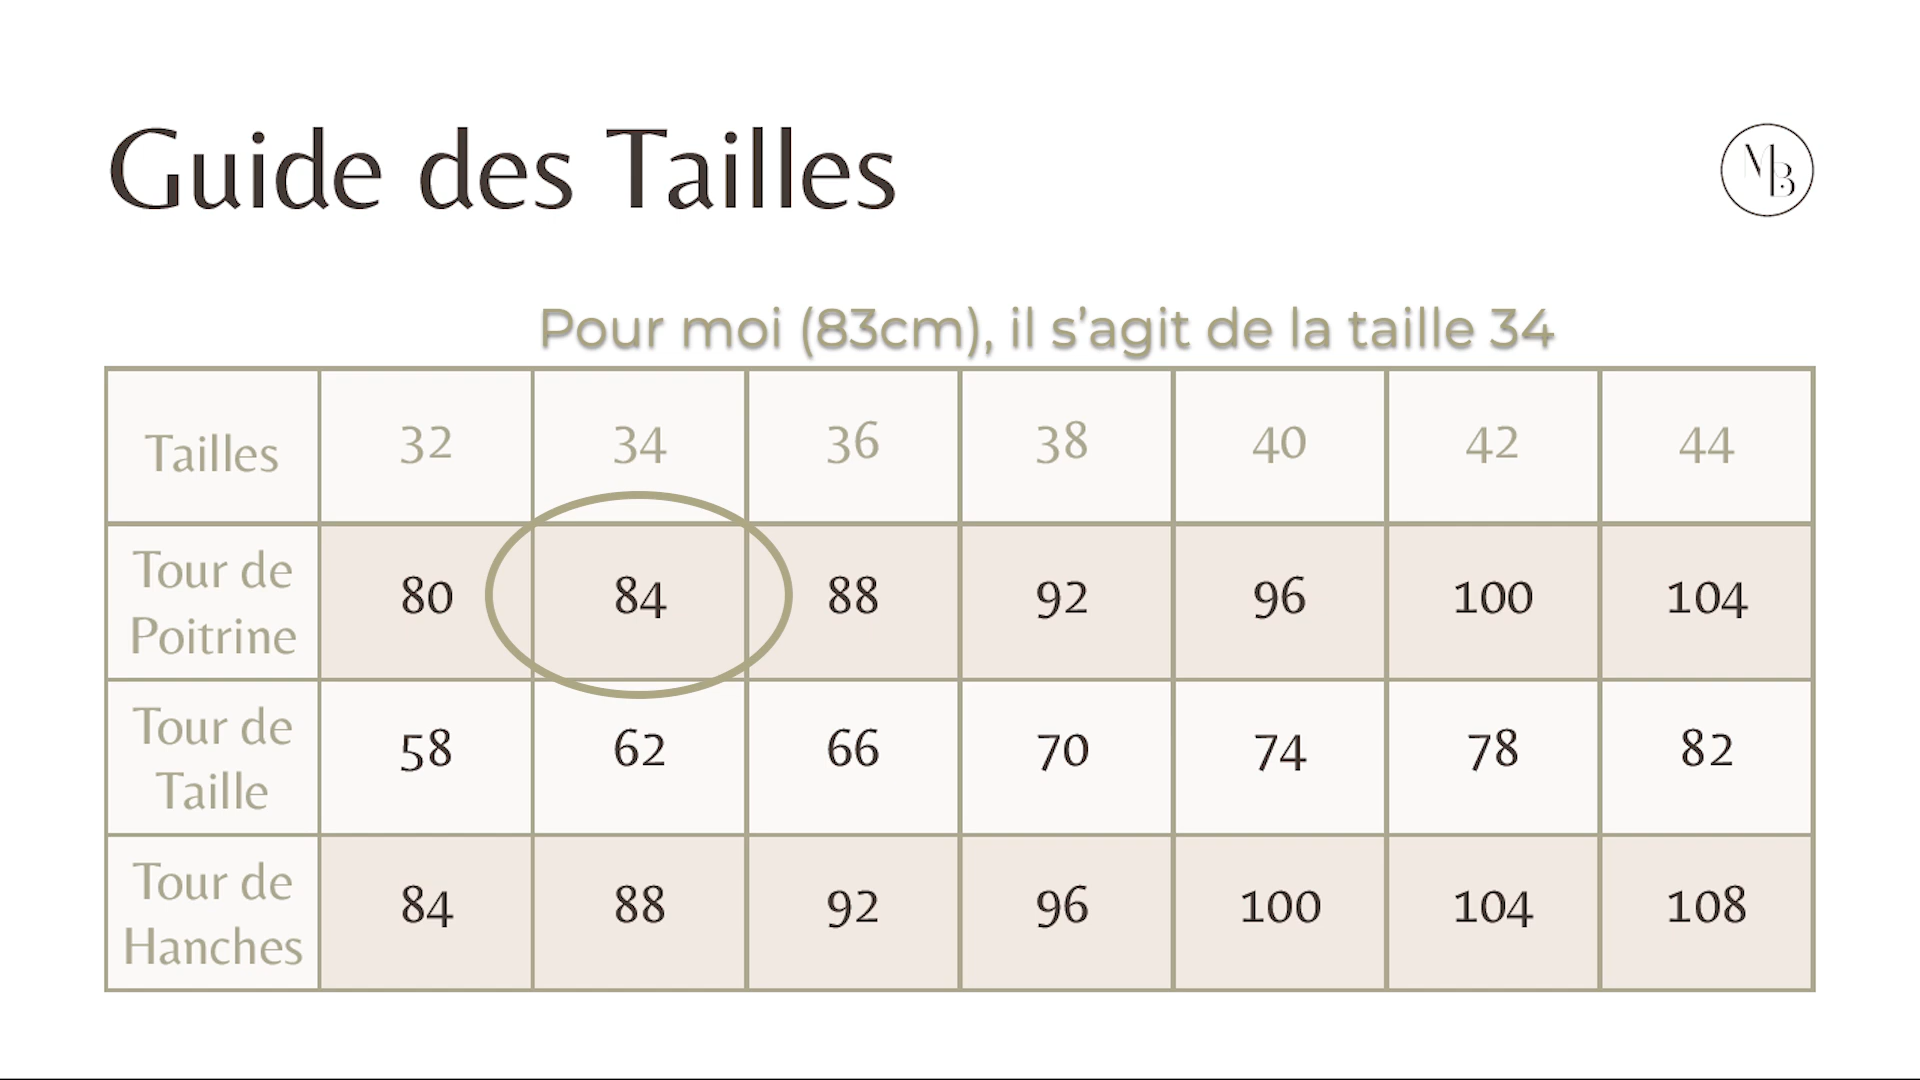 Guide des Tailles
MB
Pour moi (83cm), il s'agit de la taille 34
Tailles 32 34 36 38 40 42 44
Tour de Poitrine 80 84 88 92 96 100 104
Tour de Taille 58 62 66 70 74 78 82
Tour de Hanches 84 88 92 96 100 104 108